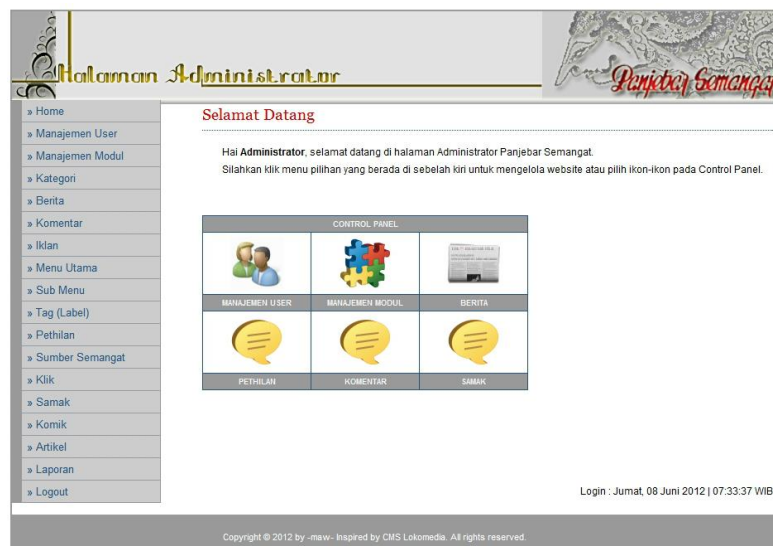 Halaman Administrator
Panjebar Semangat
» Home
» Manajemen User
» Manajemen Modul
» Kategori
» Berita
» Komentar
» Iklan
» Menu Utama
» Sub Menu
» Tag (Label)
» Pethilan
» Sumber Semangat
» Klik
» Samak
» Komik
» Artikel
» Laporan
» Logout
Selamat Datang
Hai Administrator, selamat datang di halaman Administrator Panjebar Semangat.
Silahkan klik menu pilihan yang berada di sebelah kiri untuk mengelola website atau pilih ikon-ikon pada Control Panel.
CONTROL PANEL
MANAJEMEN USER MANAJEMEN MODUL BERITA
PETHILAN KOMENTAR SAMAK
Login : Jumat, 08 Juni 2012 | 07:33:37 WIB
Copyright © 2012 by -maw- Inspired by CMS Lokomedia. All rights reserved.